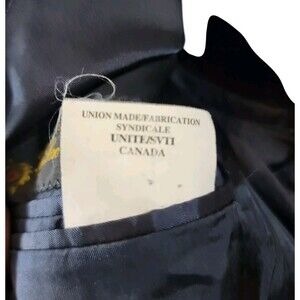 UNION MADE/FABRICATION
SYNDICALE
UNITE/SVTI
CANADA